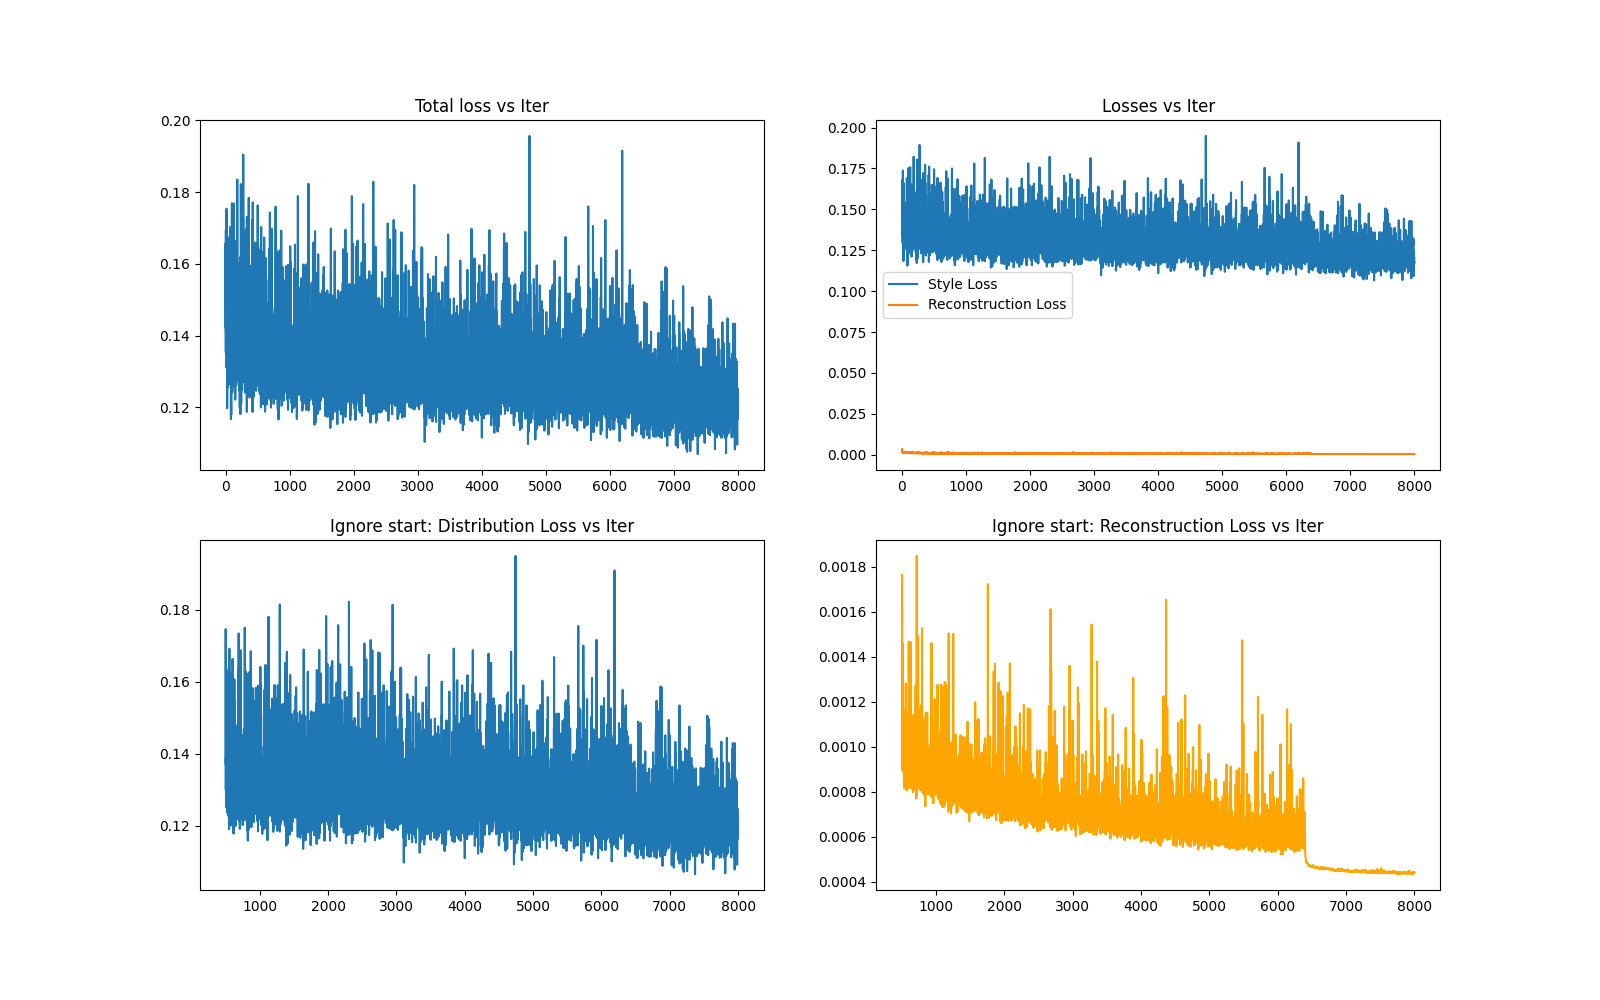 Total loss vs Iter
0.20
0.18
0.16
0.14
0.12
0 1000 2000 3000 4000 5000 6000 7000 8000
Losses vs Iter
0.200
0.175
0.150
0.125
0.100
0.075
0.050
0.025
0.000
Style Loss
Reconstruction Loss
0 1000 2000 3000 4000 5000 6000 7000 8000
Ignore start: Distribution Loss vs Iter
0.18
0.16
0.14
0.12
1000 2000 3000 4000 5000 6000 7000 8000
Ignore start: Reconstruction Loss vs Iter
0.0018
0.0016
0.0014
0.0012
0.0010
0.0008
0.0006
0.0004
1000 2000 3000 4000 5000 6000 7000 8000